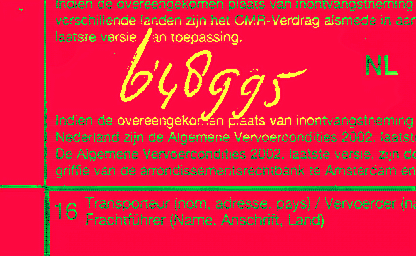 Indien de overeengekomen plaats van inontvangstneming
verschillende landen zijn het CMR-Verdrag alsmede in aan
laatste versie van toepassing.
648995
NL
Indien de overeengekomen plaats van inontvangstneming
Nederland zijn de Algemene Vervoercondities 2002, laatst
De Algemene Vervoercondities 2002, laatste versie, zijn de
griffie van de arrondissementsrechtbank te Amsterdam en
16 Transporteur (nom, adresse, pays) / Vervoerder (na
Frachtführer (Name, Anschrift, Land)